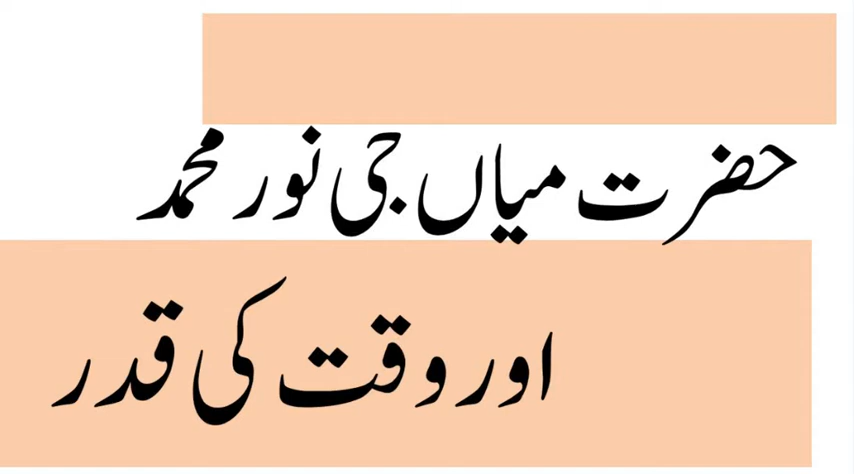 حضرت میاں جی نور محمد
اور وقت کی قدر